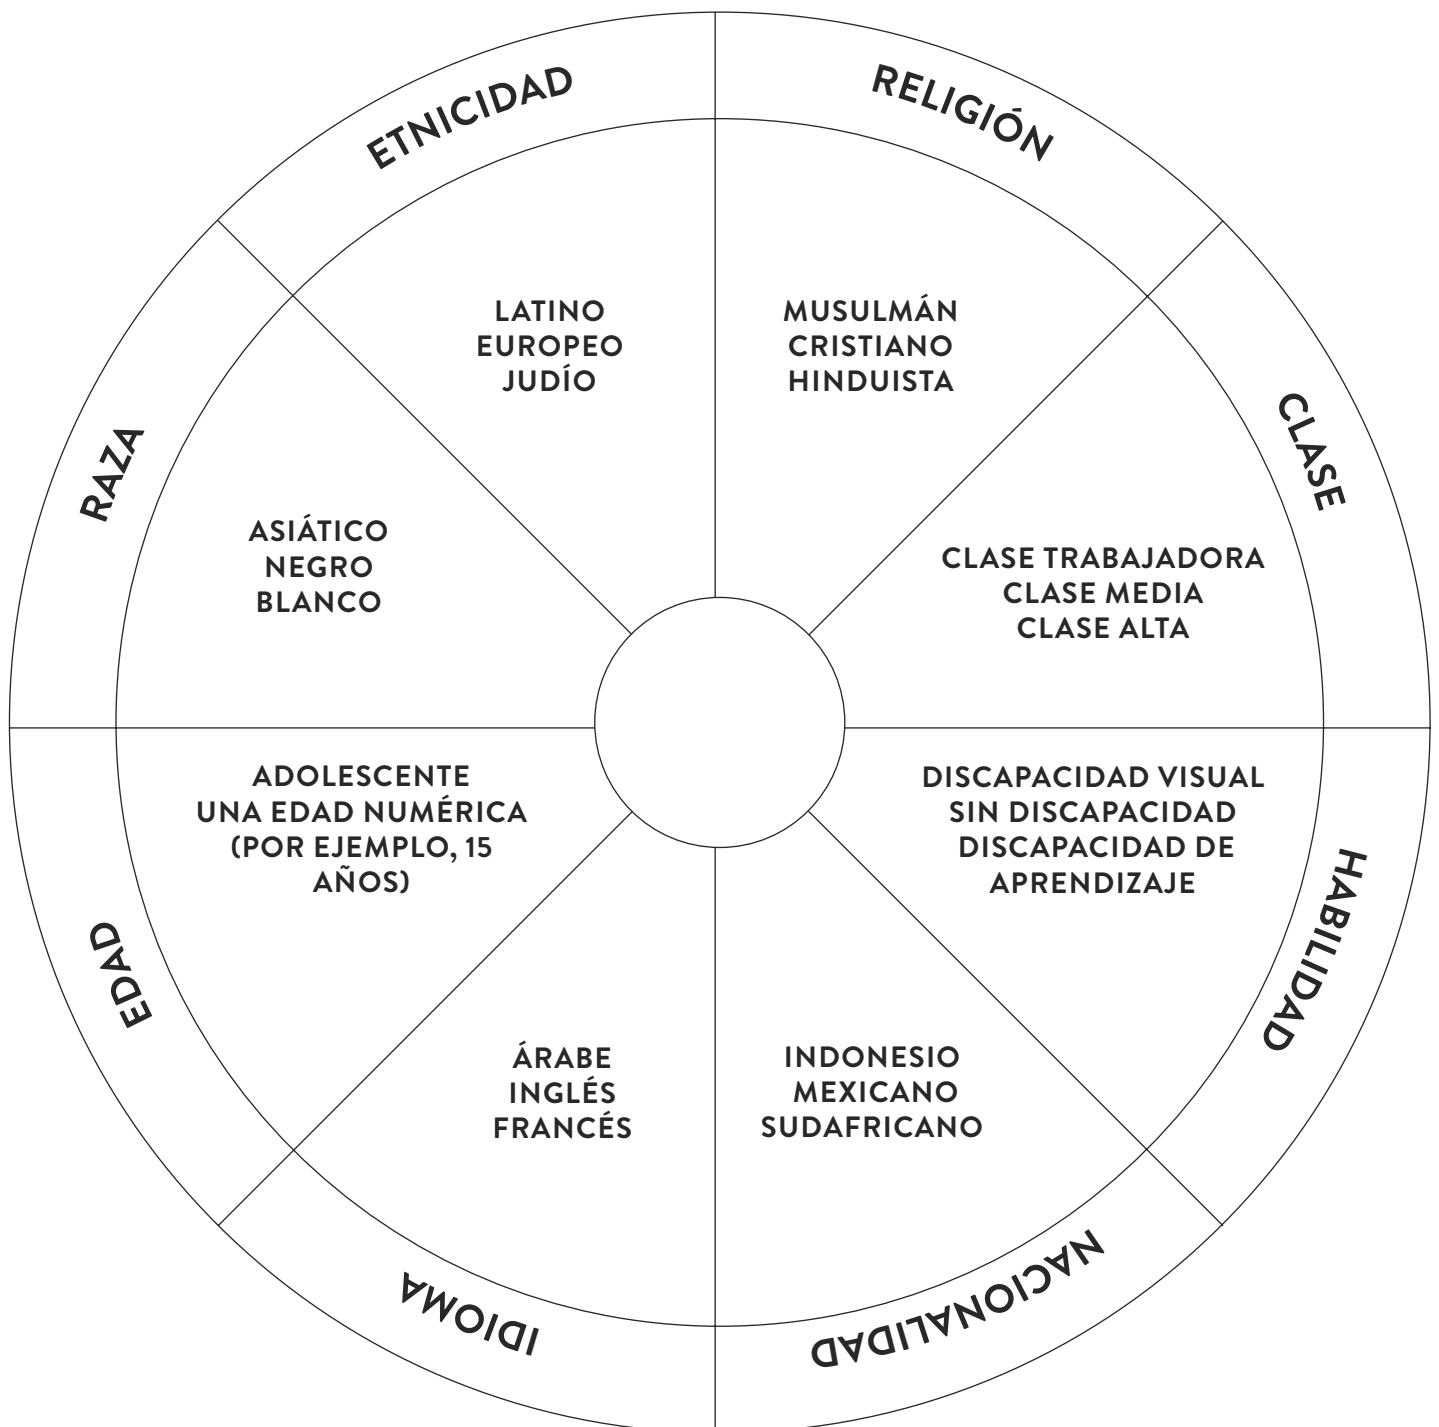 ETNICIDAD
RELIGIÓN
LATINO
EUROPEO
JUDÍO
MUSULMÁN
CRISTIANO
HINDUISTA
RAZA
CLASE
ASIÁTICO
NEGRO
BLANCO
CLASE TRABAJADORA
CLASE MEDIA
CLASE ALTA
ADOLESCENTE
UNA EDAD NUMÉRICA
(POR EJEMPLO, 15
AÑOS)
DISCAPACIDAD VISUAL
SIN DISCAPACIDAD
DISCAPACIDAD DE
APRENDIZAJE
EDAD
HABILIDAD
ÁRABE
INGLÉS
FRANCÉS
INDONESIO
MEXICANO
SUDAFRICANO
IDIOMA
NACIONALIDAD